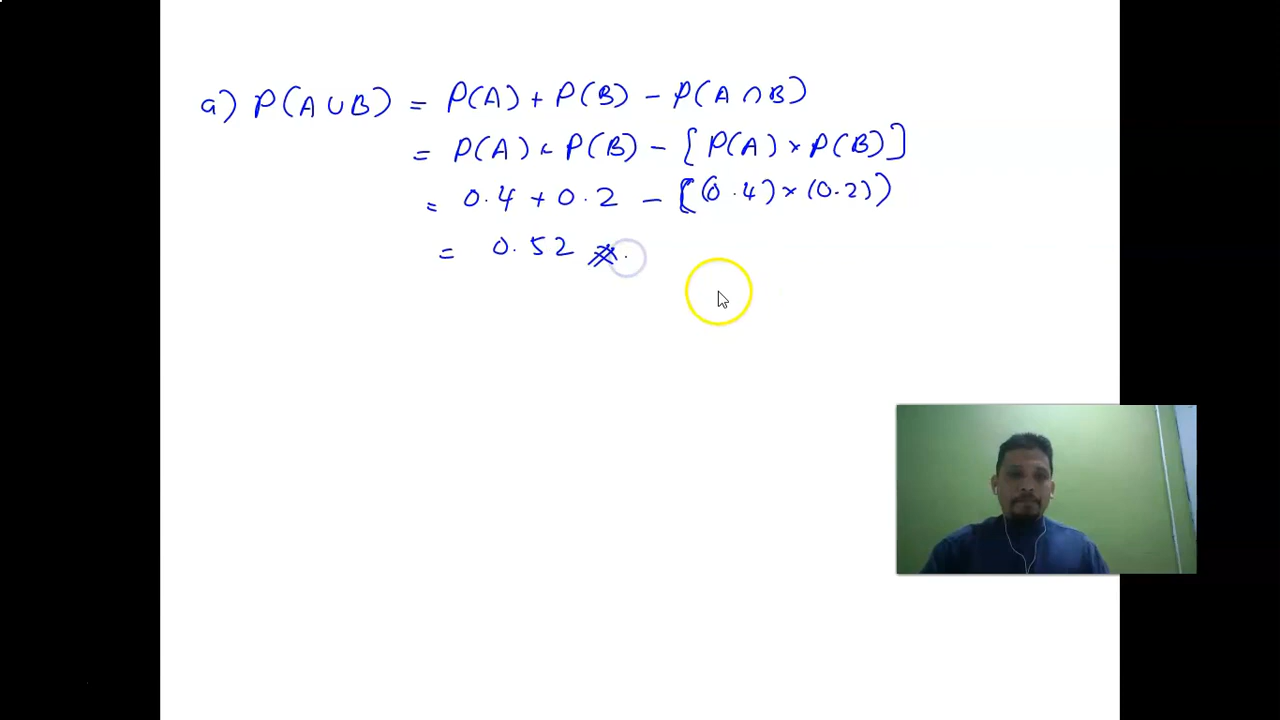 a) P(A∪B) = P(A) + P(B) - P(A ∩ B)
= P(A) + P(B) - [P(A) × P(B)]
= 0.4 + 0.2 - [(0.4) × (0.2))
= 0.52